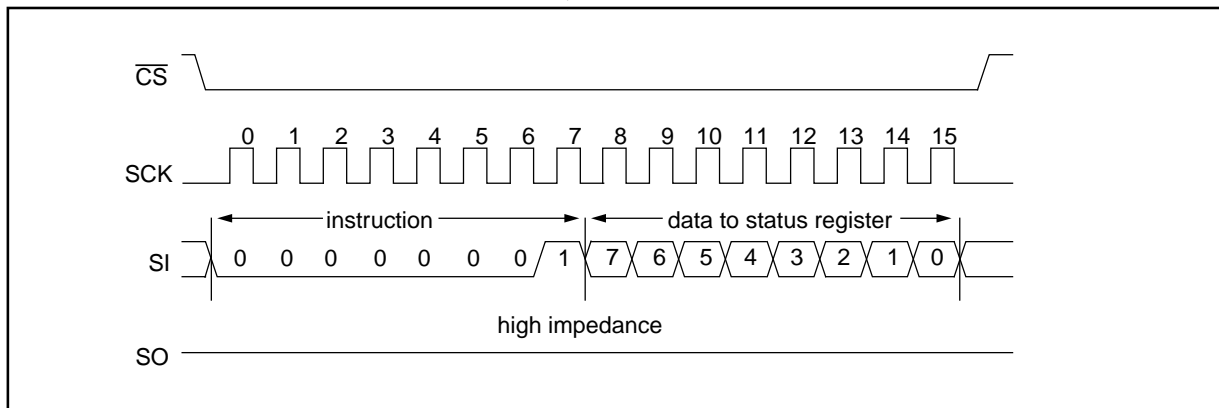 CS
0 1 2 3 4 5 6 7 8 9 10 11 12 13 14 15
SCK
instruction data to status register
SI 0 0 0 0 0 0 0 1 7 6 5 4 3 2 1 0
high impedance
SO